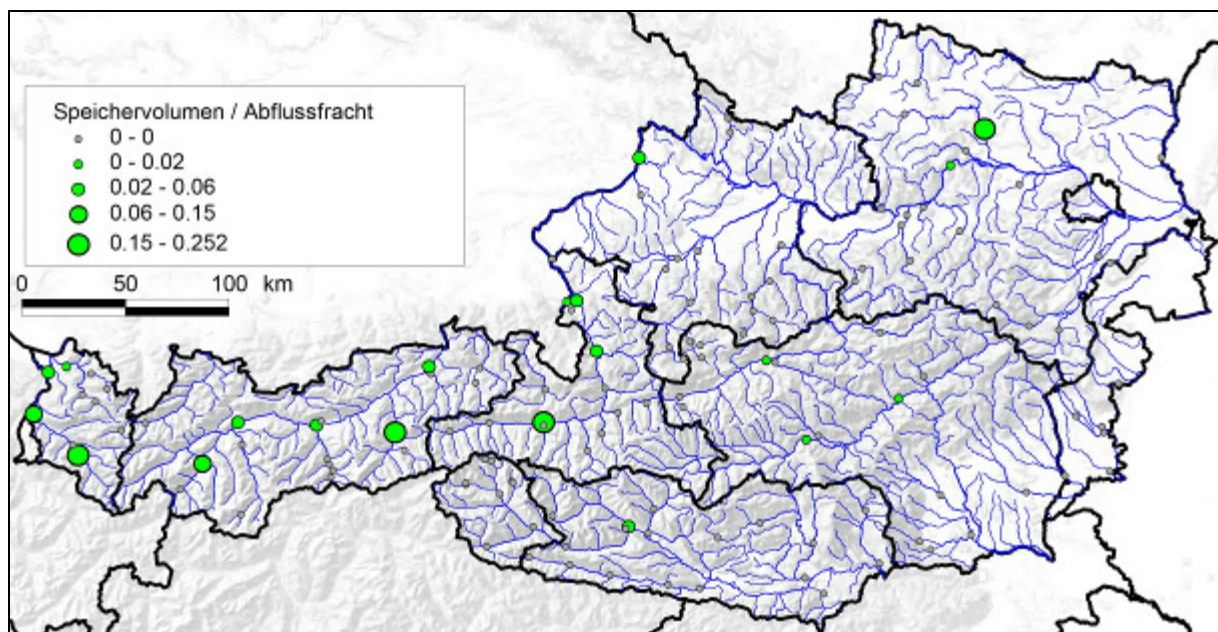 Speichervolumen / Abflussfracht
0 - 0
0 - 0.02
0.02 - 0.06
0.06 - 0.15
0.15 - 0.252
0 50 100 km